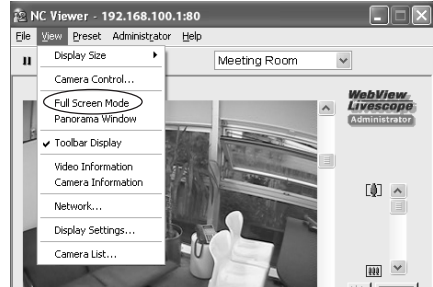 NC Viewer - 192.168.100.1:80
File View Preset Administrator Help
Display Size
Meeting Room
Camera Control...
Full Screen Mode
Panorama Window
Toolbar Display
Video Information
Camera Information
Network...
Display Settings...
Camera List...
WebView
Livescope
Administrator